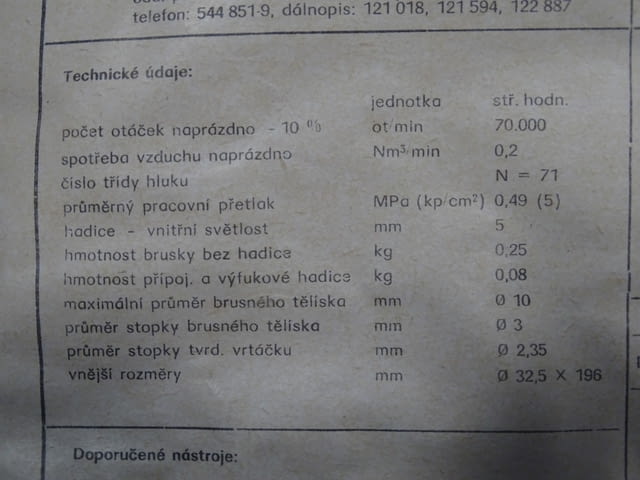 telefon: 544 851-9, dálnopis: 121 018, 121 594, 122 887
Technické údaje:
jednotka stř. hodn.
počet otáček naprázdno - 10 % ot/min 70.000
spotřeba vzduchu naprázdno Nm³/min 0,2
číslo třídy hluku N = 71
průměrný pracovní přetlak MPa (kp/cm²) 0,49 (5)
hadice - vnitřní světlost mm 5
hmotnost brusky bez hadice kg 0,25
hmotnost přípoj. a výfukové hadice kg 0,08
maximální průměr brusného tělíska mm Ø 10
průměr stopky brusného tělíska mm Ø 3
průměr stopky tvrd. vrtáčku mm Ø 2,35
vnější rozměry mm Ø 32,5 X 196
Doporučené nástroje: